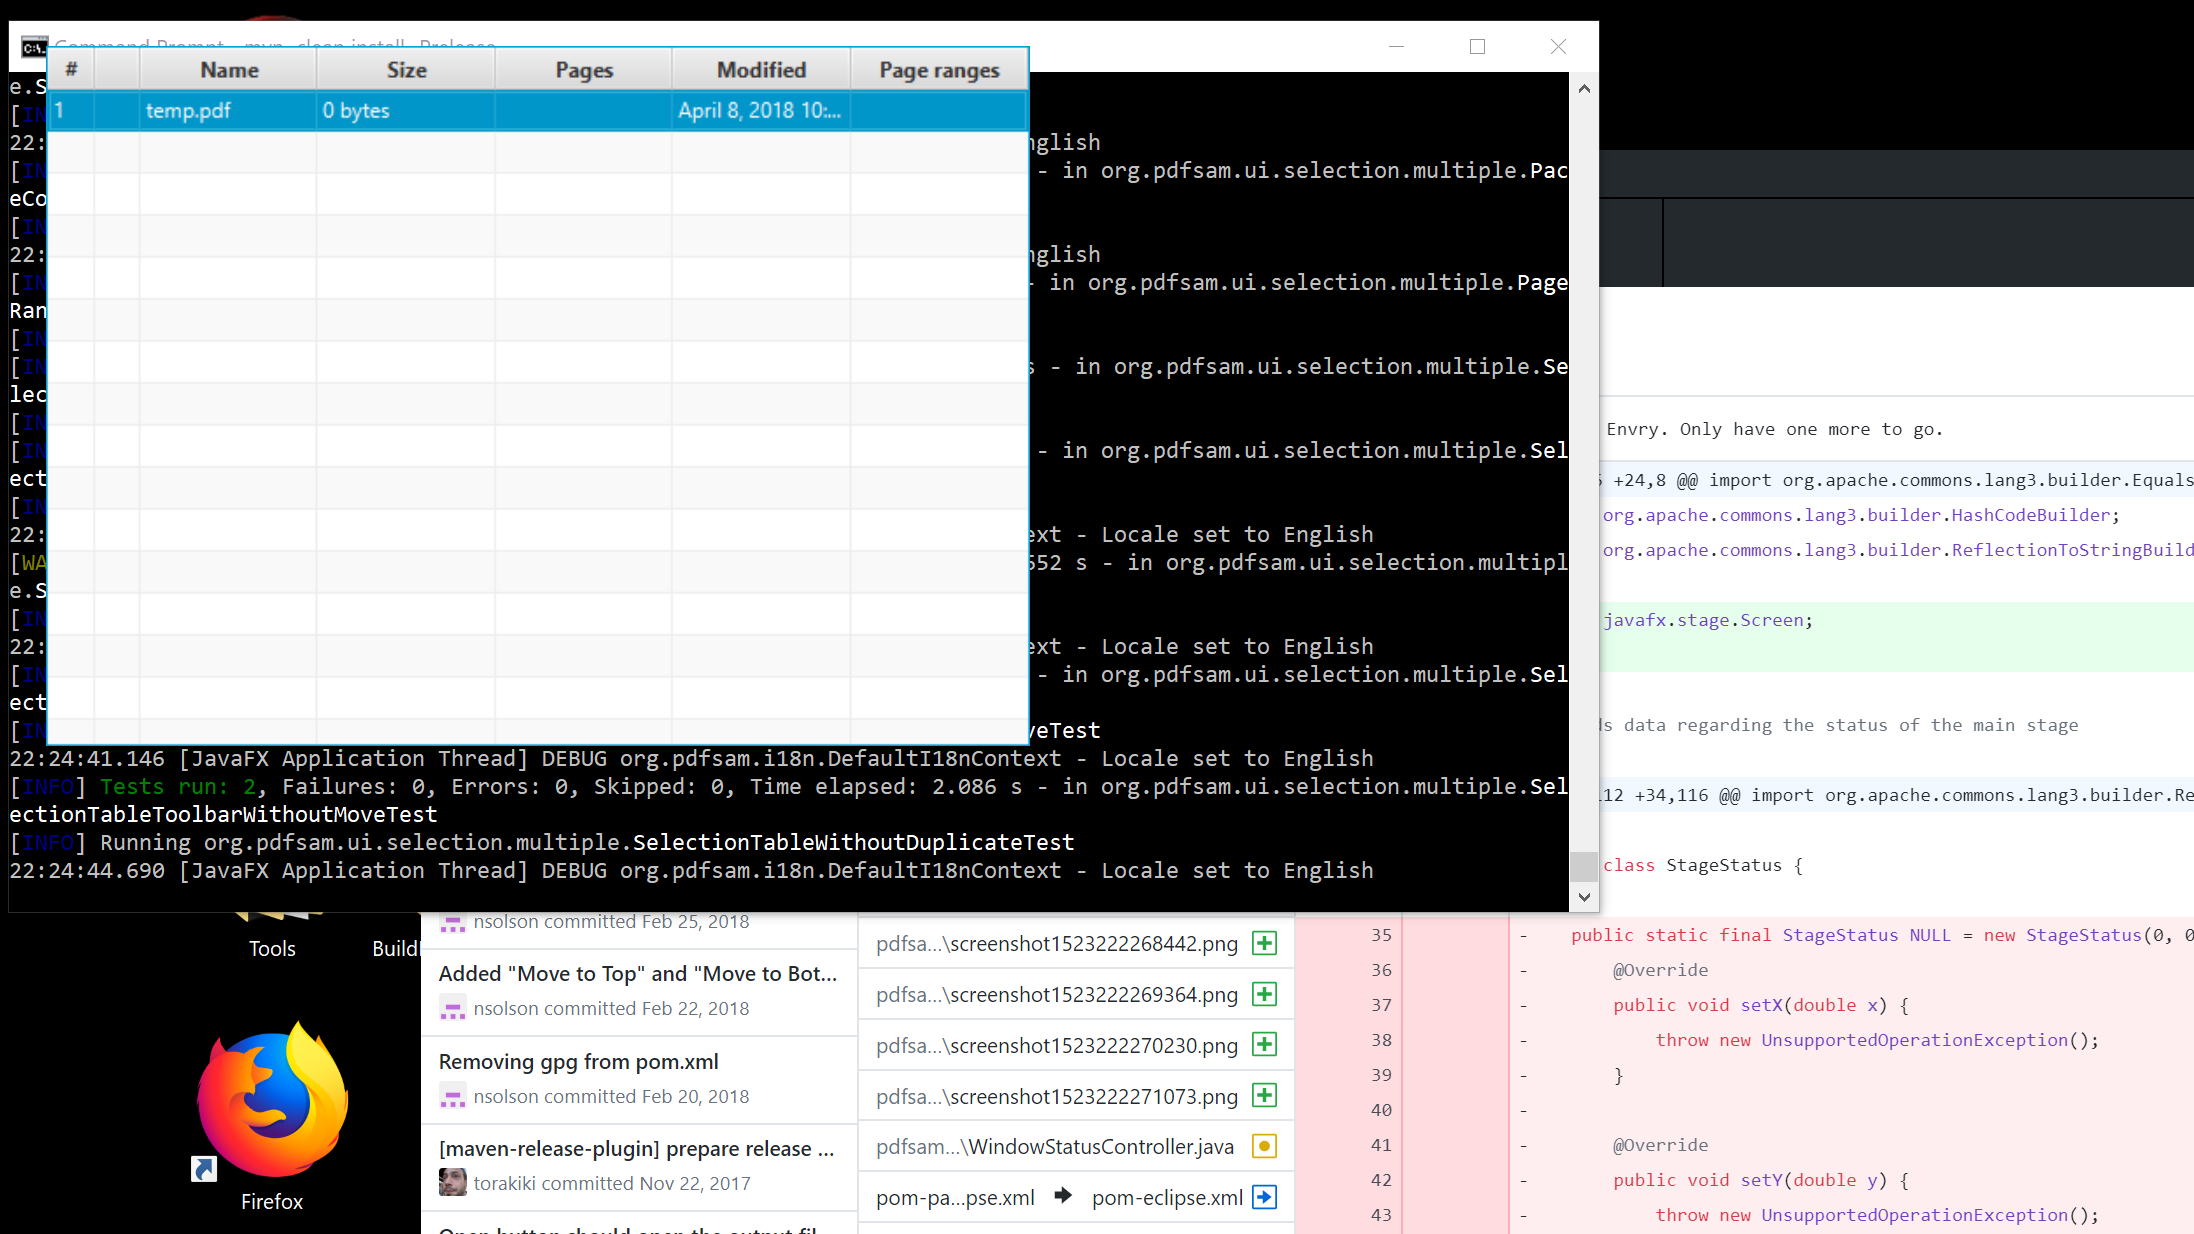 Command Prompt - mvn clean install -Prelease
# Name Size Pages Modified Page ranges
1 temp.pdf 0 bytes April 8, 2018 10:...
e.S
[IN
22: nglish
[IN - in org.pdfsam.ui.selection.multiple.Pac
eCo
[IN
22: nglish
[IN - in org.pdfsam.ui.selection.multiple.Page
Ran
[IN
[IN s - in org.pdfsam.ui.selection.multiple.Se
lec
[IN
[IN - in org.pdfsam.ui.selection.multiple.Sel
ect
[IN
22: ext - Locale set to English
[WA 552 s - in org.pdfsam.ui.selection.multipl
e.S
[IN
22: ext - Locale set to English
[IN - in org.pdfsam.ui.selection.multiple.Sel
ect
[IN veTest
22:24:41.146 [JavaFX Application Thread] DEBUG org.pdfsam.i18n.DefaultI18nContext - Locale set to English
[INFO] Tests run: 2, Failures: 0, Errors: 0, Skipped: 0, Time elapsed: 2.086 s - in org.pdfsam.ui.selection.multiple.Sel
ectionTableToolbarWithoutMoveTest
[INFO] Running org.pdfsam.ui.selection.multiple.SelectionTableWithoutDuplicateTest
22:24:44.690 [JavaFX Application Thread] DEBUG org.pdfsam.i18n.DefaultI18nContext - Locale set to English
Envry. Only have one more to go.
+24,8 @@ import org.apache.commons.lang3.builder.Equals
org.apache.commons.lang3.builder.HashCodeBuilder;
org.apache.commons.lang3.builder.ReflectionToStringBuild
javafx.stage.Screen;
ds data regarding the status of the main stage
112 +34,116 @@ import org.apache.commons.lang3.builder.Re
class StageStatus {
35 - public static final StageStatus NULL = new StageStatus(0, 0
36 - @Override
37 - public void setX(double x) {
38 - throw new UnsupportedOperationException();
39 - }
40 -
41 - @Override
42 - public void setY(double y) {
43 - throw new UnsupportedOperationException();
Tools
Build
Firefox
nsolson committed Feb 25, 2018
Added "Move to Top" and "Move to Bot...
nsolson committed Feb 22, 2018
Removing gpg from pom.xml
nsolson committed Feb 20, 2018
[maven-release-plugin] prepare release ...
torakiki committed Nov 22, 2017
Open button should open the output fil
pdfsa...\screenshot1523222268442.png
pdfsa...\screenshot1523222269364.png
pdfsa...\screenshot1523222270230.png
pdfsa...\screenshot1523222271073.png
pdfsam...\WindowStatusController.java
pom-pa...pse.xml → pom-eclipse.xml